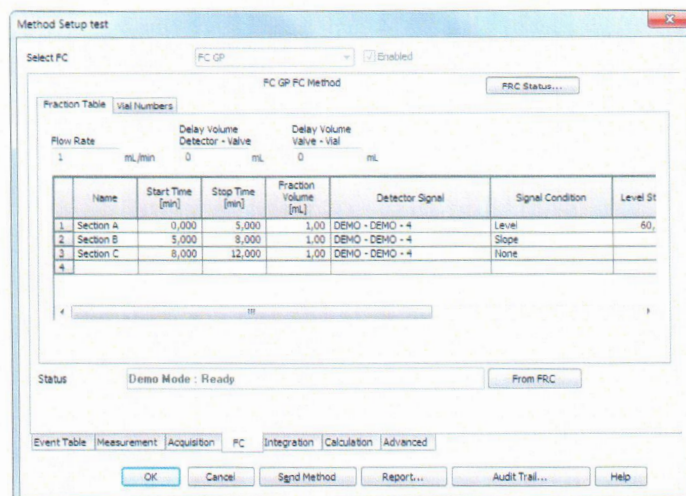 Method Setup test
Select FC FC GP Enabled
FC GP FC Method FRC Status...
Fraction Table Vial Numbers
Delay Volume Delay Volume
Flow Rate Detector - Valve Valve - Vial
1 mL/min 0 mL 0 mL
Name Start Time [min] Stop Time [min] Fraction Volume [mL] Detector Signal Signal Condition Level St
1 Section A 0,000 5,000 1,00 DEMO - DEMO - 4 Level 60,
2 Section B 5,000 8,000 1,00 DEMO - DEMO - 4 Slope
3 Section C 8,000 12,000 1,00 DEMO - DEMO - 4 None
4
Status Demo Mode : Ready From FRC
Event Table Measurement Acquisition FC Integration Calculation Advanced
OK Cancel Send Method Report... Audit Trail... Help